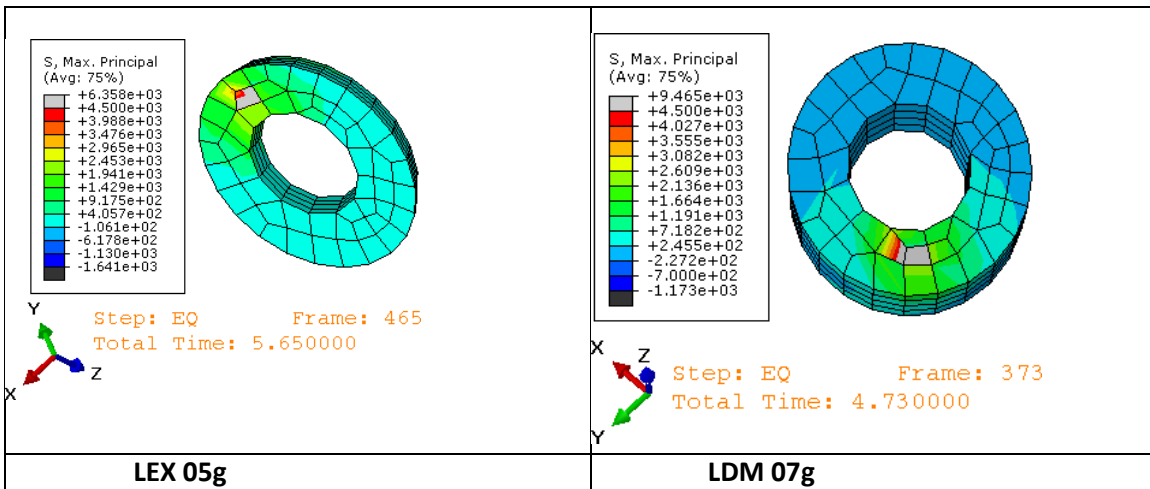 S, Max. Principal
(Avg: 75%)
+6.358e+03
+4.500e+03
+3.988e+03
+3.476e+03
+2.965e+03
+2.453e+03
+1.941e+03
+1.429e+03
+9.175e+02
+4.057e+02
-1.061e+02
-6.178e+02
-1.130e+03
-1.641e+03
Y
X
Z
Step: EQ Frame: 465
Total Time: 5.650000
S, Max. Principal
(Avg: 75%)
+9.465e+03
+4.500e+03
+4.027e+03
+3.555e+03
+3.082e+03
+2.609e+03
+2.136e+03
+1.664e+03
+1.191e+03
+7.182e+02
+2.455e+02
-2.272e+02
-7.000e+02
-1.173e+03
X
Z
Y
Step: EQ Frame: 373
Total Time: 4.730000
LEX 05g
LDM 07g